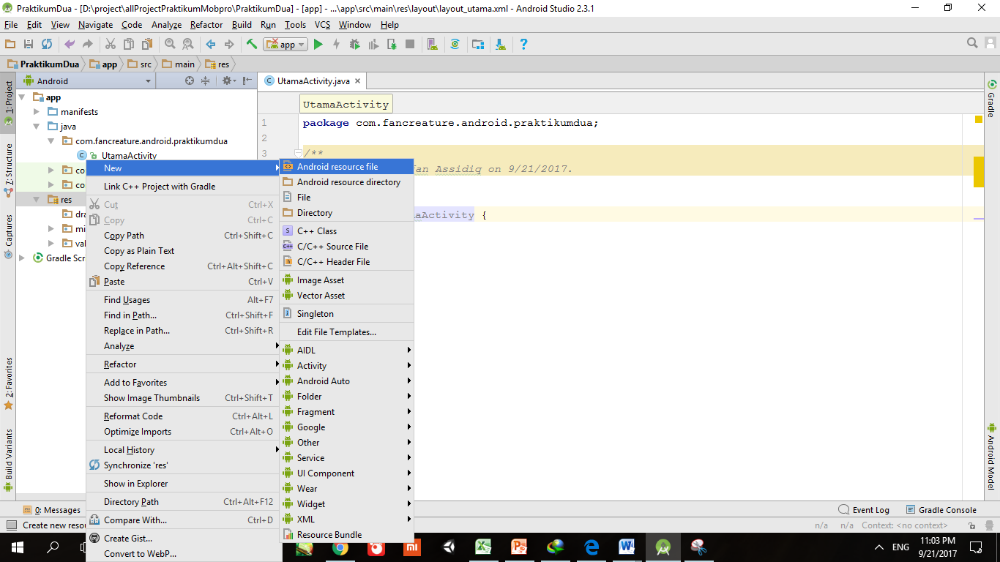 PraktikumDua - [D:\project\allProjectPraktikumMobpro\PraktikumDua] - [app] - ...\app\src\main\res\layout\layout_utama.xml - Android Studio 2.3.1
File Edit View Navigate Code Analyze Refactor Build Run Tools VCS Window Help
app
PraktikumDua app src main res
Android
UtamaActivity.java
1: Project
7: Structure
Captures
2: Favorites
Build Variants
app
manifests
java
com.fancreature.android.praktikumdua
UtamaActivity
co
co
res
dra
mi
val
Gradle Scr
UtamaActivity
1 package com.fancreature.android.praktikumdua;
2
3 /**
an Assidiq on 9/21/2017.
aActivity {
New
Link C++ Project with Gradle
Cut Ctrl+X
Copy Ctrl+C
Copy Path Ctrl+Shift+C
Copy as Plain Text
Copy Reference Ctrl+Alt+Shift+C
Paste Ctrl+V
Find Usages Alt+F7
Find in Path... Ctrl+Shift+F
Replace in Path... Ctrl+Shift+R
Analyze
Refactor
Add to Favorites
Show Image Thumbnails Ctrl+Shift+T
Reformat Code Ctrl+Alt+L
Optimize Imports Ctrl+Alt+O
Local History
Synchronize 'res'
Show in Explorer
Directory Path Ctrl+Alt+F12
Compare With... Ctrl+D
Create Gist...
Convert to WebP...
Android resource file
Android resource directory
File
Directory
C++ Class
C/C++ Source File
C/C++ Header File
Image Asset
Vector Asset
Singleton
Edit File Templates...
AIDL
Activity
Android Auto
Folder
Fragment
Google
Other
Service
UI Component
Wear
Widget
XML
Resource Bundle
Gradle
Android Model
0: Messages
Event Log Gradle Console
Create new reso
n/a n/a Context: <no context>
ENG
11:03 PM
9/21/2017